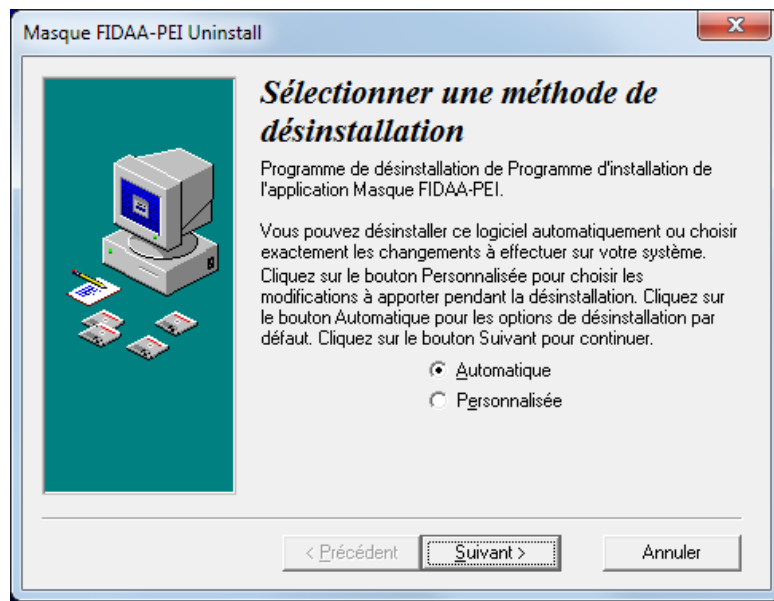 Masque FIDAA-PEI Uninstall
Sélectionner une méthode de
désinstallation
Programme de désinstallation de Programme d'installation de
l'application Masque FIDAA-PEI.
Vous pouvez désinstaller ce logiciel automatiquement ou choisir
exactement les changements à effectuer sur votre système.
Cliquez sur le bouton Personnalisée pour choisir les
modifications à apporter pendant la désinstallation. Cliquez sur
le bouton Automatique pour les options de désinstallation par
défaut. Cliquez sur le bouton Suivant pour continuer.
Automatique
Personnalisée
< Précédent
Suivant >
Annuler